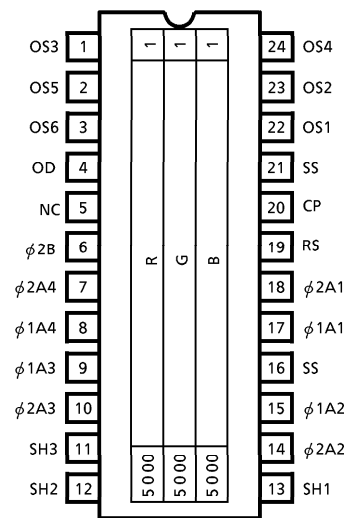 OS3 1 1 1 1 24 OS4
OS5 2 23 OS2
OS6 3 22 OS1
OD 4 21 SS
NC 5 20 CP
ϕ2B 6 R G B 19 RS
ϕ2A4 7 18 ϕ2A1
ϕ1A4 8 17 ϕ1A1
ϕ1A3 9 16 SS
ϕ2A3 10 15 ϕ1A2
SH3 11 5000 5000 5000 14 ϕ2A2
SH2 12 13 SH1